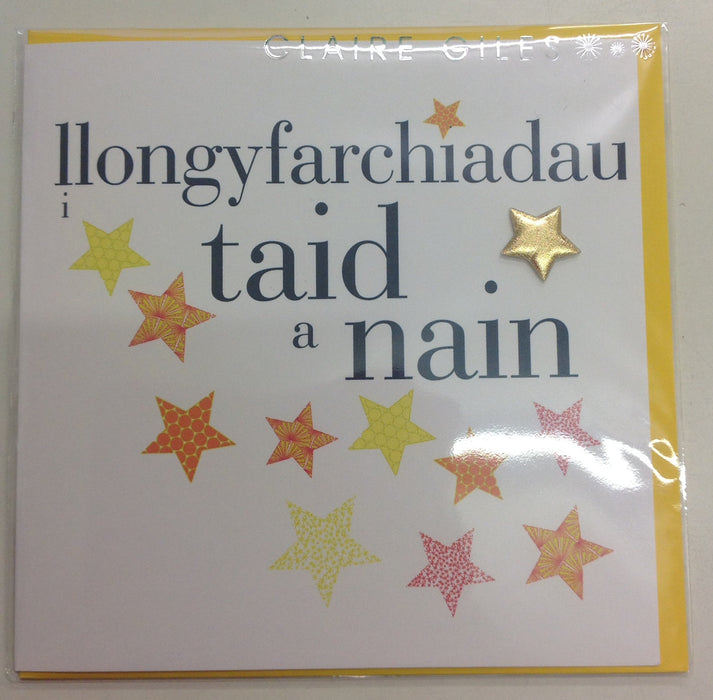 CLAIRE GILES
llongyfarchiadau
i
taid
a nain